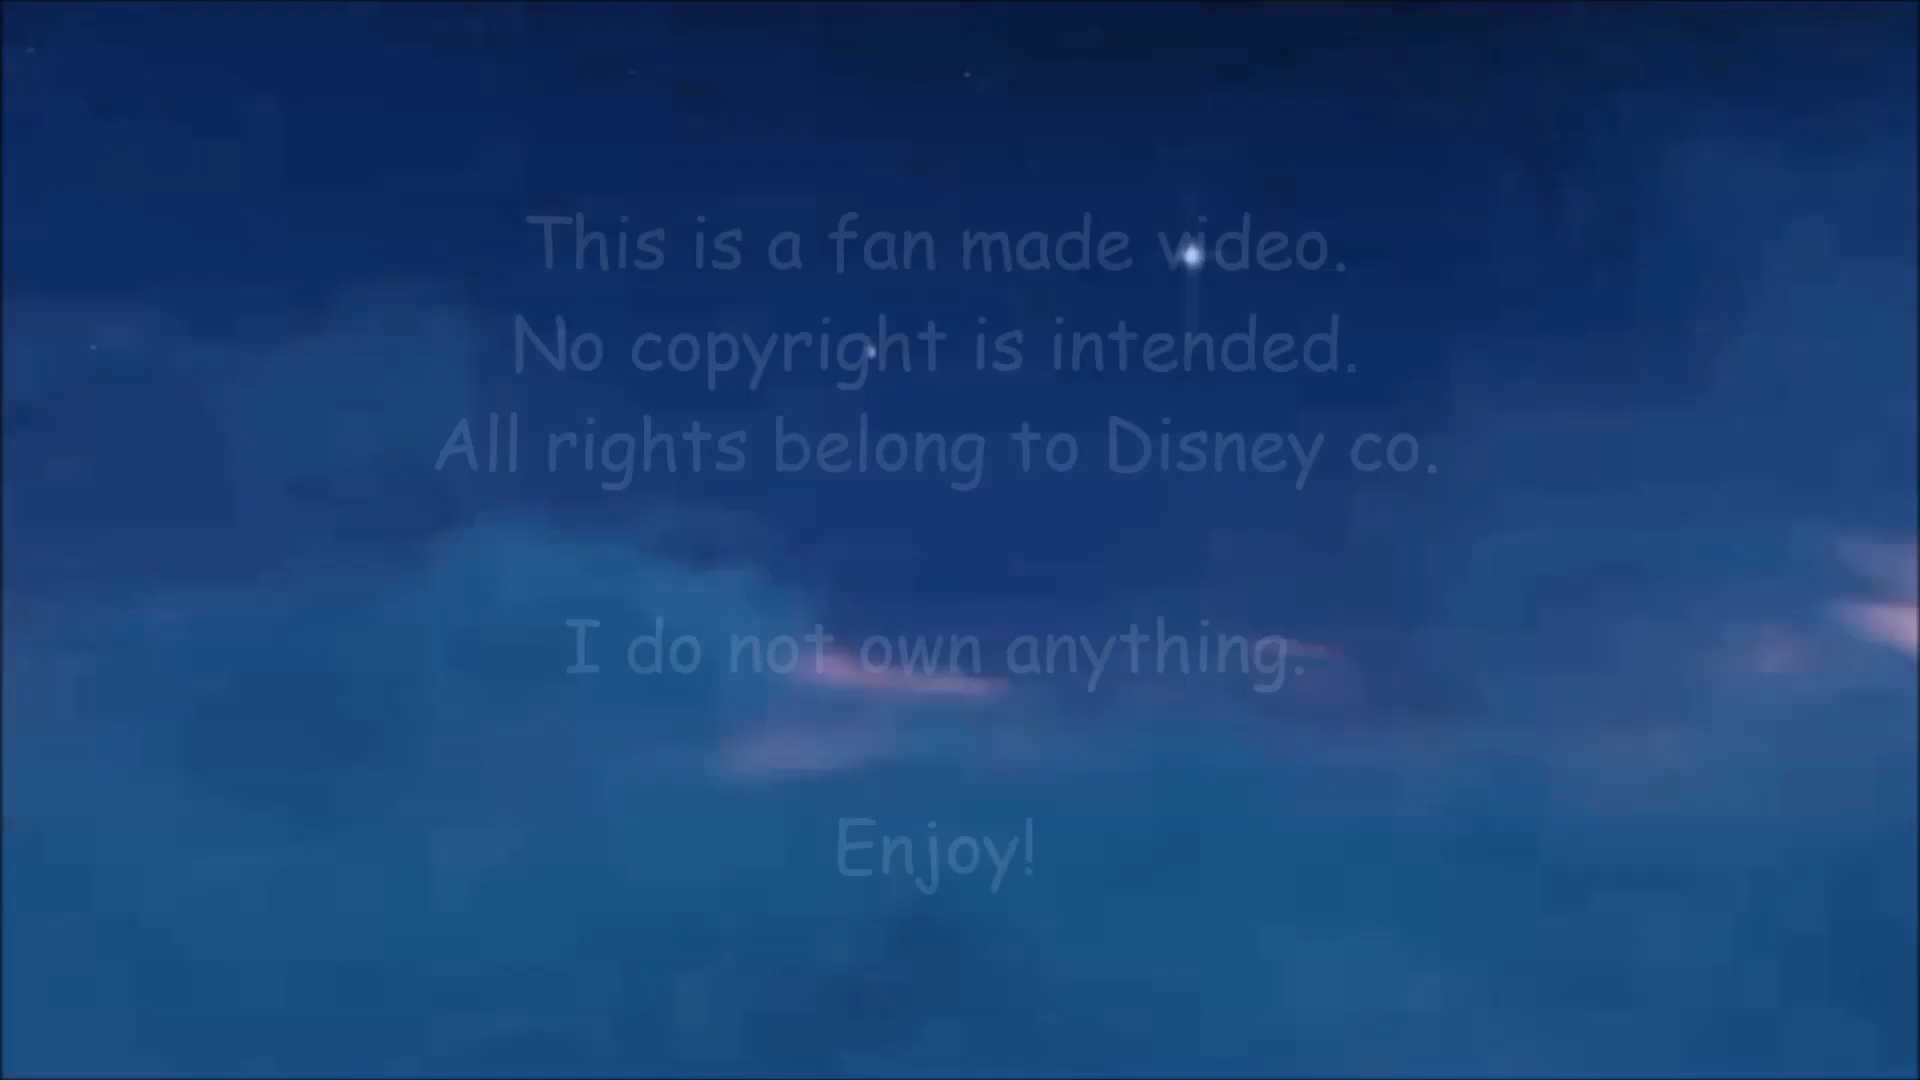 This is a fan made video.
No copyright is intended.
All rights belong to Disney co.
I do not own anything.
Enjoy!